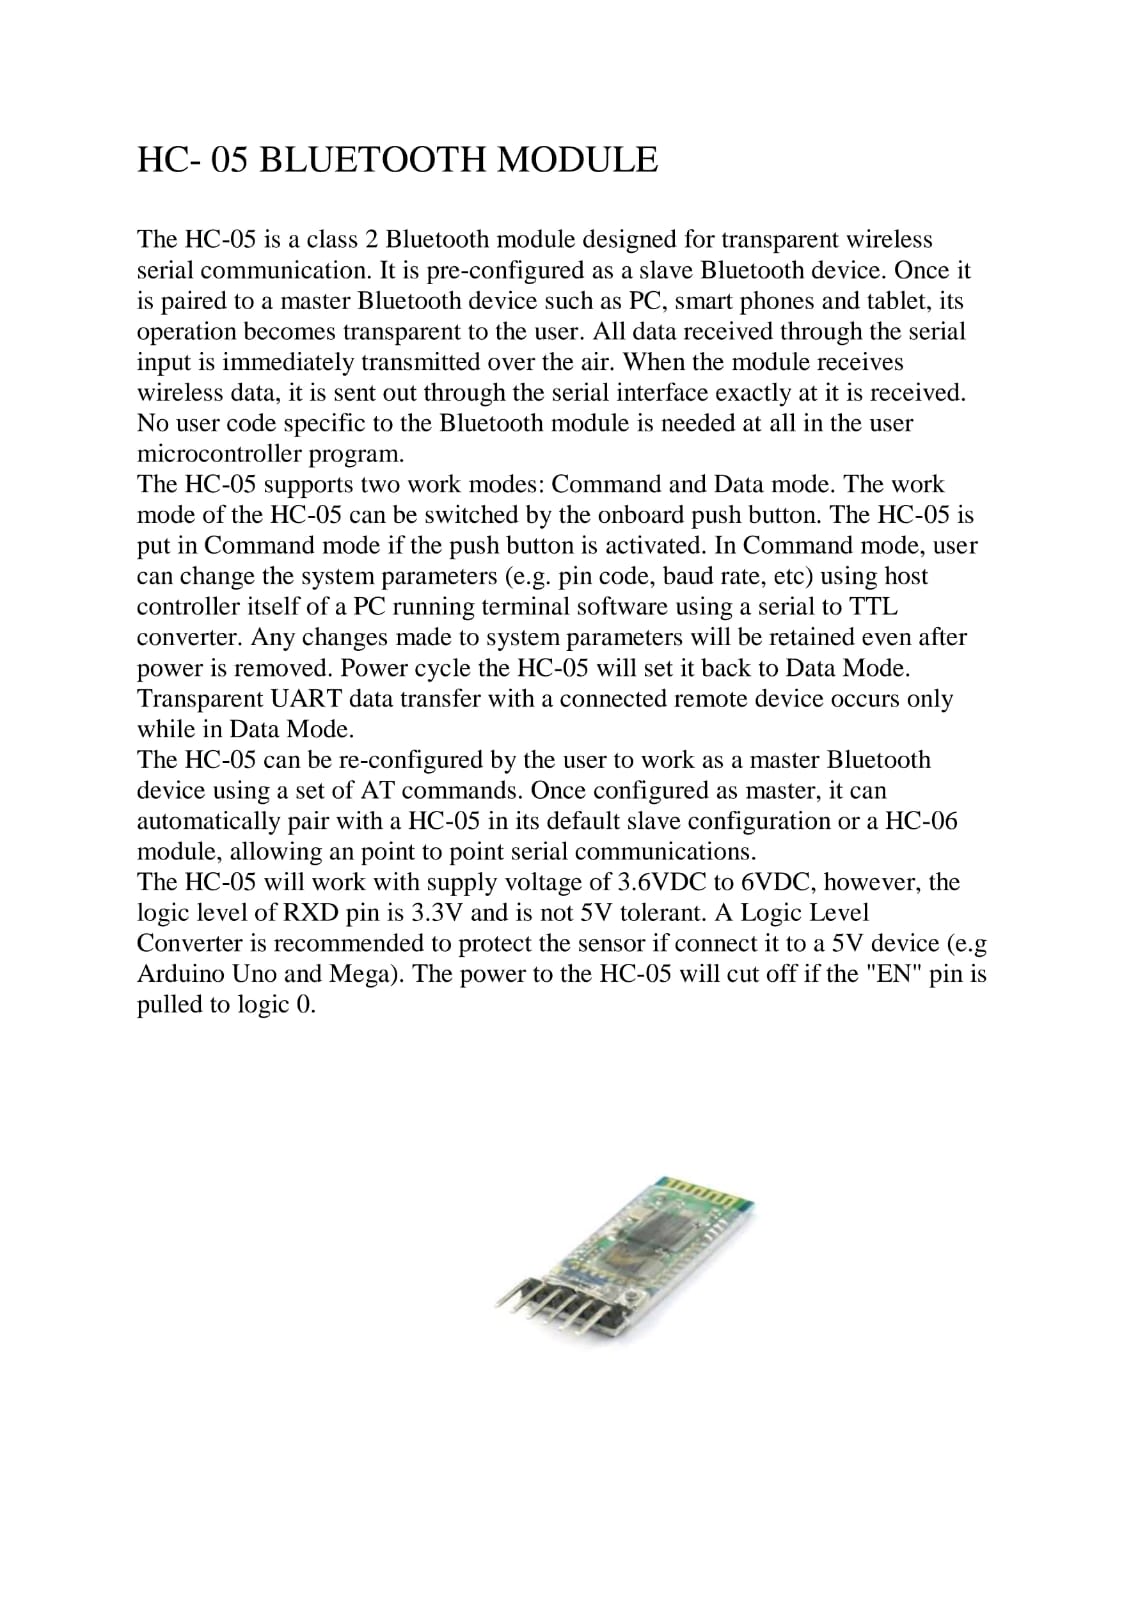 HC- 05 BLUETOOTH MODULE
The HC-05 is a class 2 Bluetooth module designed for transparent wireless
serial communication. It is pre-configured as a slave Bluetooth device. Once it
is paired to a master Bluetooth device such as PC, smart phones and tablet, its
operation becomes transparent to the user. All data received through the serial
input is immediately transmitted over the air. When the module receives
wireless data, it is sent out through the serial interface exactly at it is received.
No user code specific to the Bluetooth module is needed at all in the user
microcontroller program.
The HC-05 supports two work modes: Command and Data mode. The work
mode of the HC-05 can be switched by the onboard push button. The HC-05 is
put in Command mode if the push button is activated. In Command mode, user
can change the system parameters (e.g. pin code, baud rate, etc) using host
controller itself of a PC running terminal software using a serial to TTL
converter. Any changes made to system parameters will be retained even after
power is removed. Power cycle the HC-05 will set it back to Data Mode.
Transparent UART data transfer with a connected remote device occurs only
while in Data Mode.
The HC-05 can be re-configured by the user to work as a master Bluetooth
device using a set of AT commands. Once configured as master, it can
automatically pair with a HC-05 in its default slave configuration or a HC-06
module, allowing an point to point serial communications.
The HC-05 will work with supply voltage of 3.6VDC to 6VDC, however, the
logic level of RXD pin is 3.3V and is not 5V tolerant. A Logic Level
Converter is recommended to protect the sensor if connect it to a 5V device (e.g
Arduino Uno and Mega). The power to the HC-05 will cut off if the "EN" pin is
pulled to logic 0.